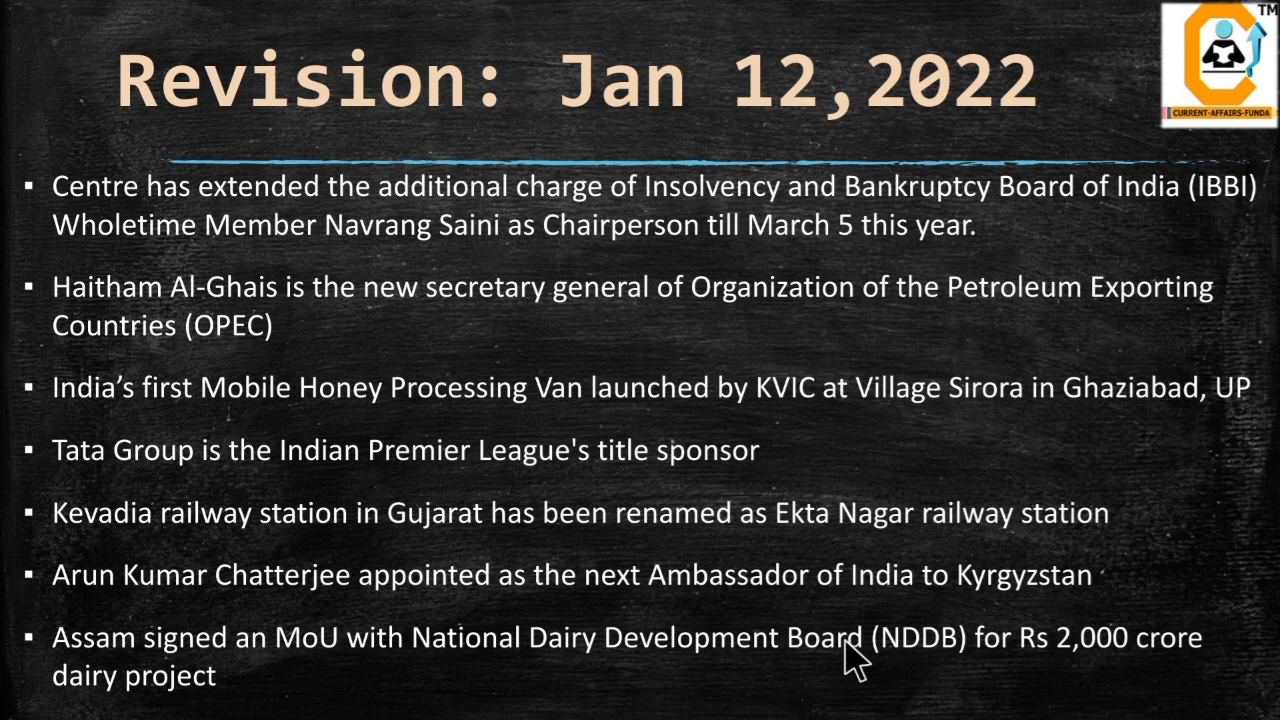 TM
CURRENT-AFFAIRS-FUNDA
Revision: Jan 12,2022
▪ Centre has extended the additional charge of Insolvency and Bankruptcy Board of India (IBBI)
Wholetime Member Navrang Saini as Chairperson till March 5 this year.
▪ Haitham Al-Ghais is the new secretary general of Organization of the Petroleum Exporting
Countries (OPEC)
▪ India’s first Mobile Honey Processing Van launched by KVIC at Village Sirora in Ghaziabad, UP
▪ Tata Group is the Indian Premier League's title sponsor
▪ Kevadia railway station in Gujarat has been renamed as Ekta Nagar railway station
▪ Arun Kumar Chatterjee appointed as the next Ambassador of India to Kyrgyzstan
▪ Assam signed an MoU with National Dairy Development Board (NDDB) for Rs 2,000 crore
dairy project